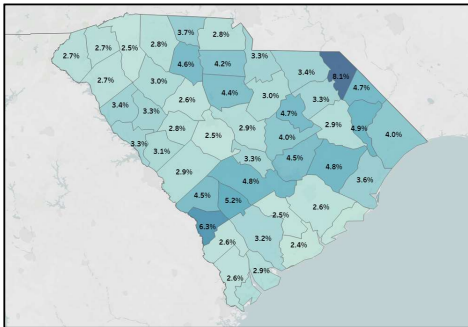 3.7% 2.8%
2.7% 2.5% 2.8%
2.7% 4.6% 4.2% 3.3%
2.7% 3.0% 3.4% 8.1%
4.4% 3.0% 3.3% 4.7%
3.4% 3.3% 2.6%
2.8% 2.5% 2.9% 4.7% 2.9% 4.9% 4.0%
3.3% 3.1% 4.0%
2.9% 3.3% 4.5% 4.6%
4.5% 5.2% 4.8% 3.6%
6.3% 2.5% 2.6%
2.6% 3.2% 2.4%
2.6% 2.9%